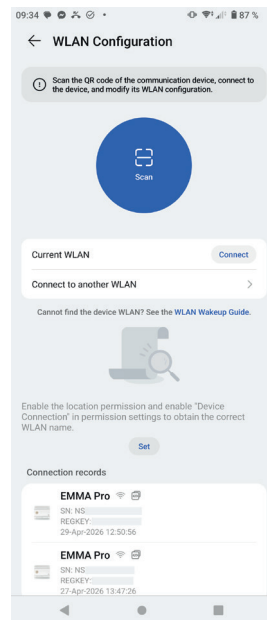 09:34 87 %
WLAN Configuration
Scan the QR code of the communication device, connect to
the device, and modify its WLAN configuration.
Scan
Current WLAN Connect
Connect to another WLAN
Cannot find the device WLAN? See the WLAN Wakeup Guide.
Enable the location permission and enable "Device
Connection" in permission settings to obtain the correct
WLAN name.
Set
Connection records
EMMA Pro
SN: NS
REGKEY:
29-Apr-2026 12:50:56
EMMA Pro
SN: NS
REGKEY:
27-Apr-2026 13:47:26